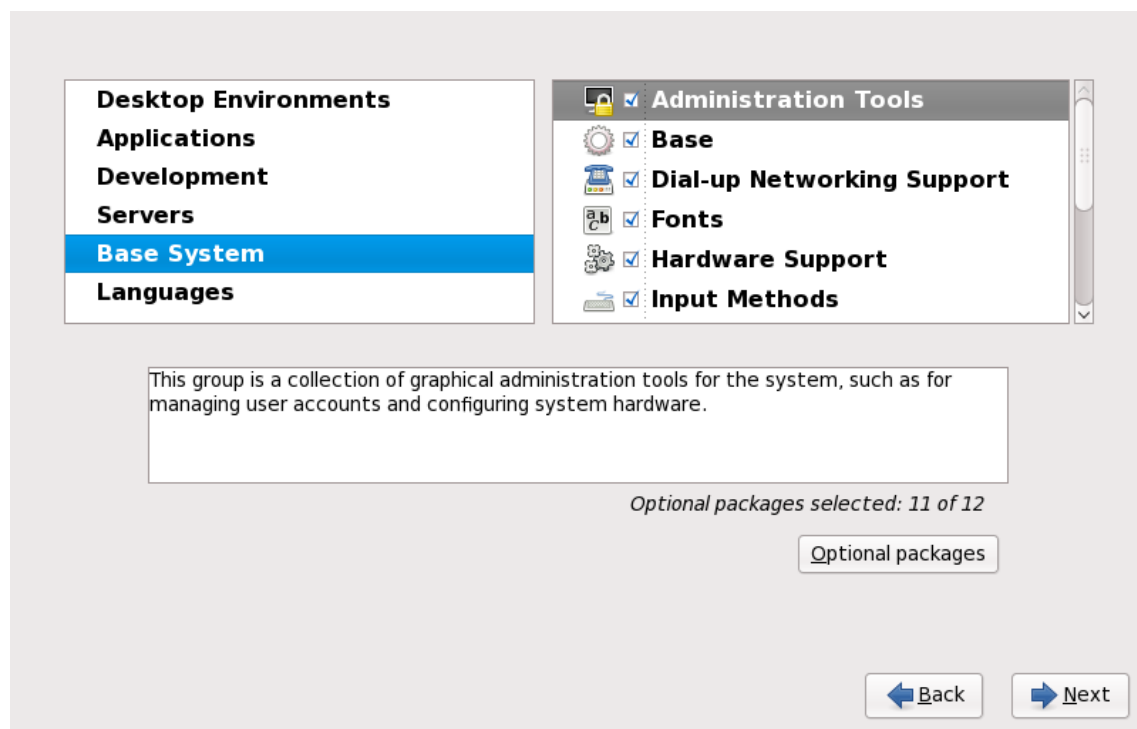 Desktop Environments
Applications
Development
Servers
Base System
Languages
Administration Tools
Base
Dial-up Networking Support
Fonts
Hardware Support
Input Methods
This group is a collection of graphical administration tools for the system, such as for
managing user accounts and configuring system hardware.
Optional packages selected: 11 of 12
Optional packages
Back
Next